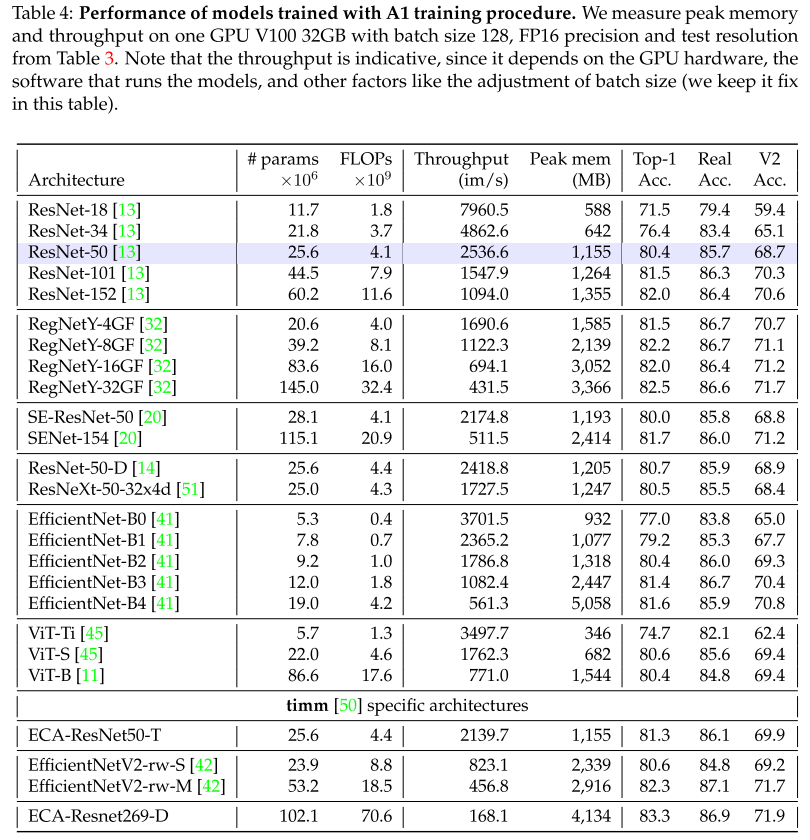 Table 4: Performance of models trained with A1 training procedure. We measure peak memory
and throughput on one GPU V100 32GB with batch size 128, FP16 precision and test resolution
from Table 3. Note that the throughput is indicative, since it depends on the GPU hardware, the
software that runs the models, and other factors like the adjustment of batch size (we keep it fix
in this table).
# params FLOPs Throughput Peak mem Top-1 Real V2
Architecture ×10⁶ ×10⁹ (im/s) (MB) Acc. Acc. Acc.
ResNet-18 [13] 11.7 1.8 7960.5 588 71.5 79.4 59.4
ResNet-34 [13] 21.8 3.7 4862.6 642 76.4 83.4 65.1
ResNet-50 [13] 25.6 4.1 2536.6 1,155 80.4 85.7 68.7
ResNet-101 [13] 44.5 7.9 1547.9 1,264 81.5 86.3 70.3
ResNet-152 [13] 60.2 11.6 1094.0 1,355 82.0 86.4 70.6
RegNetY-4GF [32] 20.6 4.0 1690.6 1,585 81.5 86.7 70.7
RegNetY-8GF [32] 39.2 8.1 1122.3 2,139 82.2 86.7 71.1
RegNetY-16GF [32] 83.6 16.0 694.1 3,052 82.0 86.4 71.2
RegNetY-32GF [32] 145.0 32.4 431.5 3,366 82.5 86.6 71.7
SE-ResNet-50 [20] 28.1 4.1 2174.8 1,193 80.0 85.8 68.8
SENet-154 [20] 115.1 20.9 511.5 2,414 81.7 86.0 71.2
ResNet-50-D [14] 25.6 4.4 2418.8 1,205 80.7 85.9 68.9
ResNeXt-50-32x4d [51] 25.0 4.3 1727.5 1,247 80.5 85.5 68.4
EfficientNet-B0 [41] 5.3 0.4 3701.5 932 77.0 83.8 65.0
EfficientNet-B1 [41] 7.8 0.7 2365.2 1,077 79.2 85.3 67.7
EfficientNet-B2 [41] 9.2 1.0 1786.8 1,318 80.4 86.0 69.3
EfficientNet-B3 [41] 12.0 1.8 1082.4 2,447 81.4 86.7 70.4
EfficientNet-B4 [41] 19.0 4.2 561.3 5,058 81.6 85.9 70.8
ViT-Ti [45] 5.7 1.3 3497.7 346 74.7 82.1 62.4
ViT-S [45] 22.0 4.6 1762.3 682 80.6 85.6 69.4
ViT-B [11] 86.6 17.6 771.0 1,544 80.4 84.8 69.4
timm [50] specific architectures
ECA-ResNet50-T 25.6 4.4 2139.7 1,155 81.3 86.1 69.9
EfficientNetV2-rw-S [42] 23.9 8.8 823.1 2,339 80.6 84.8 69.2
EfficientNetV2-rw-M [42] 53.2 18.5 456.8 2,916 82.3 87.1 71.7
ECA-Resnet269-D 102.1 70.6 168.1 4,134 83.3 86.9 71.9